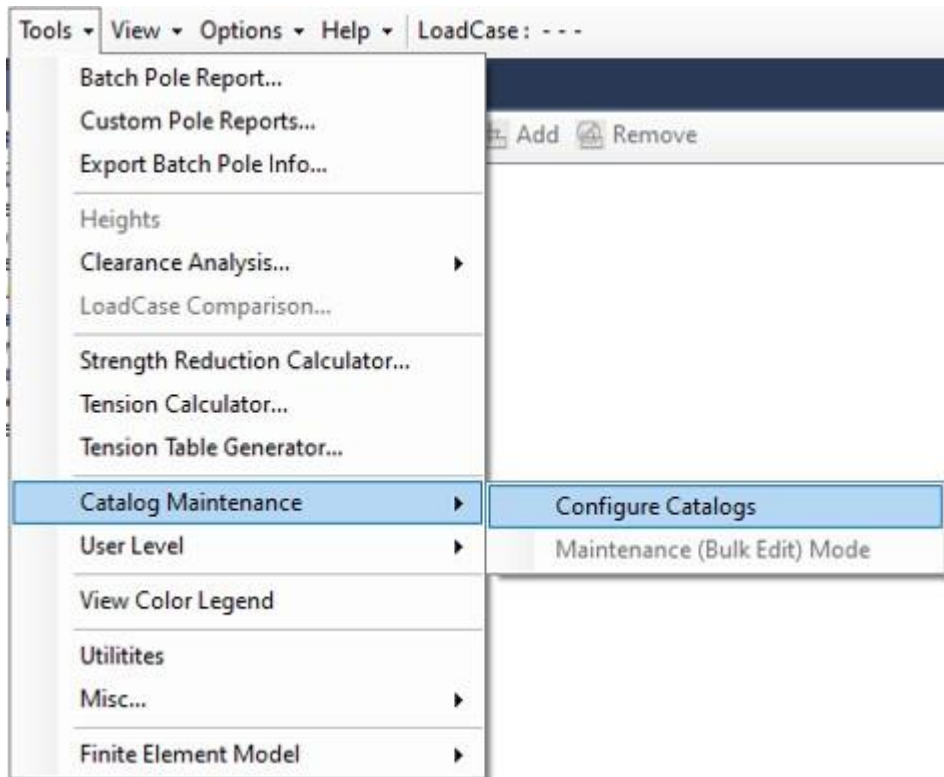 Tools View Options Help LoadCase: - - -
Batch Pole Report...
Custom Pole Reports...
Add Remove
Export Batch Pole Info...
Heights
Clearance Analysis...
LoadCase Comparison...
Strength Reduction Calculator...
Tension Calculator...
Tension Table Generator...
Catalog Maintenance
Configure Catalogs
User Level
Maintenance (Bulk Edit) Mode
View Color Legend
Utilitites
Misc...
Finite Element Model